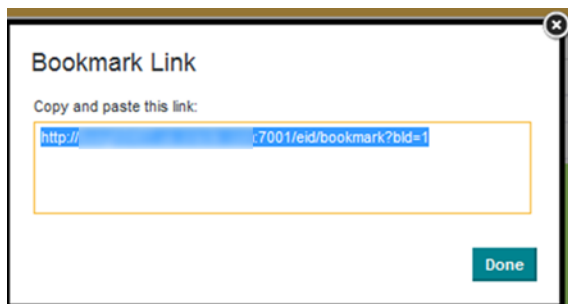 Bookmark Link
Copy and paste this link:
http:// :7001/eid/bookmark?bId=1
Done